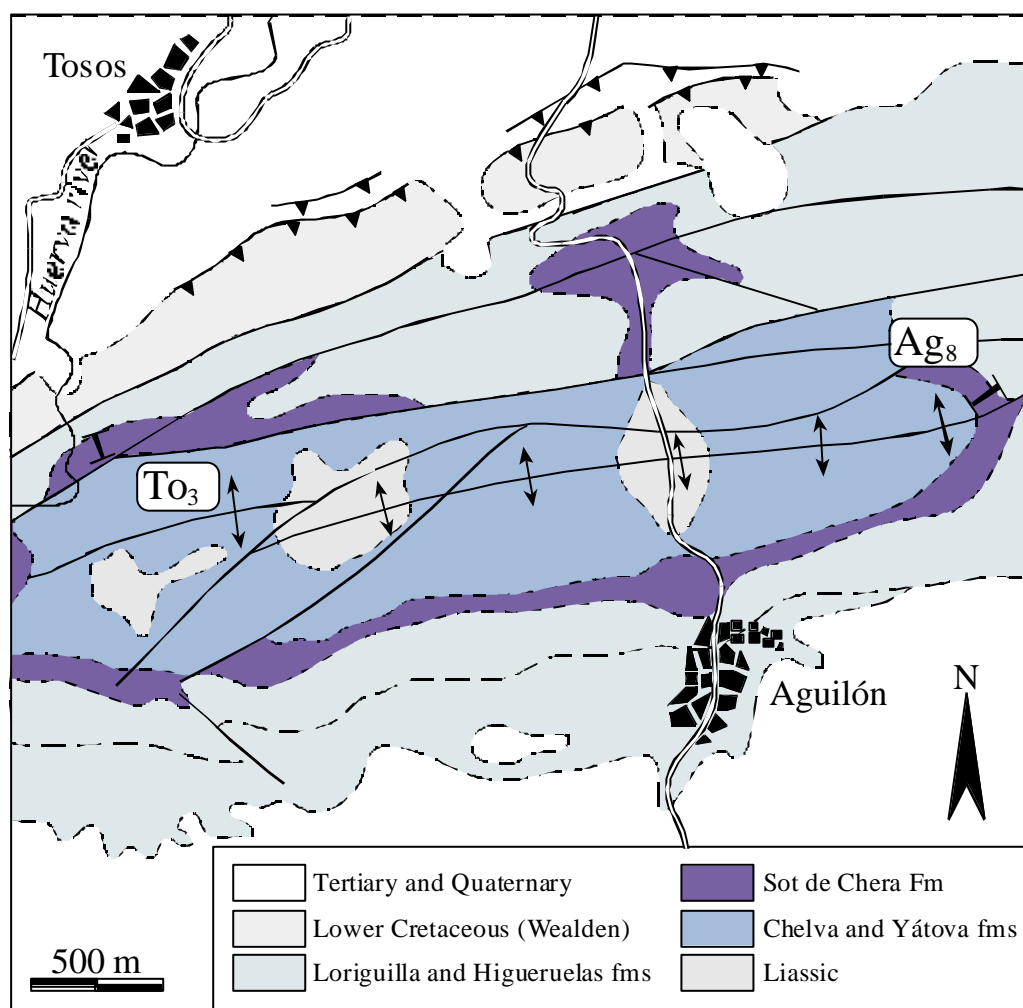 Tosos
Huerva rive
Ag8
To3
Aguilón
N
Tertiary and Quaternary
Lower Cretaceous (Wealden)
Loriguilla and Higueruelas fms
Sot de Chera Fm
Chelva and Yátova fms
Liassic
500 m